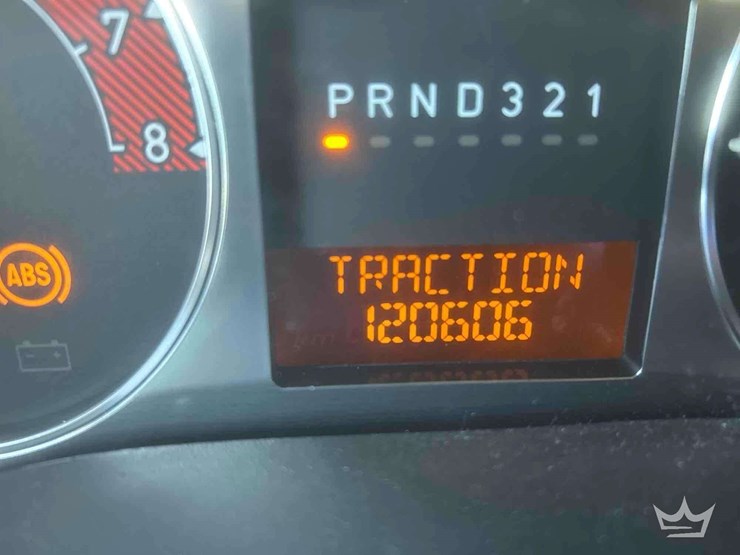 7
8
PRND321
ABS
TRACTION
120606